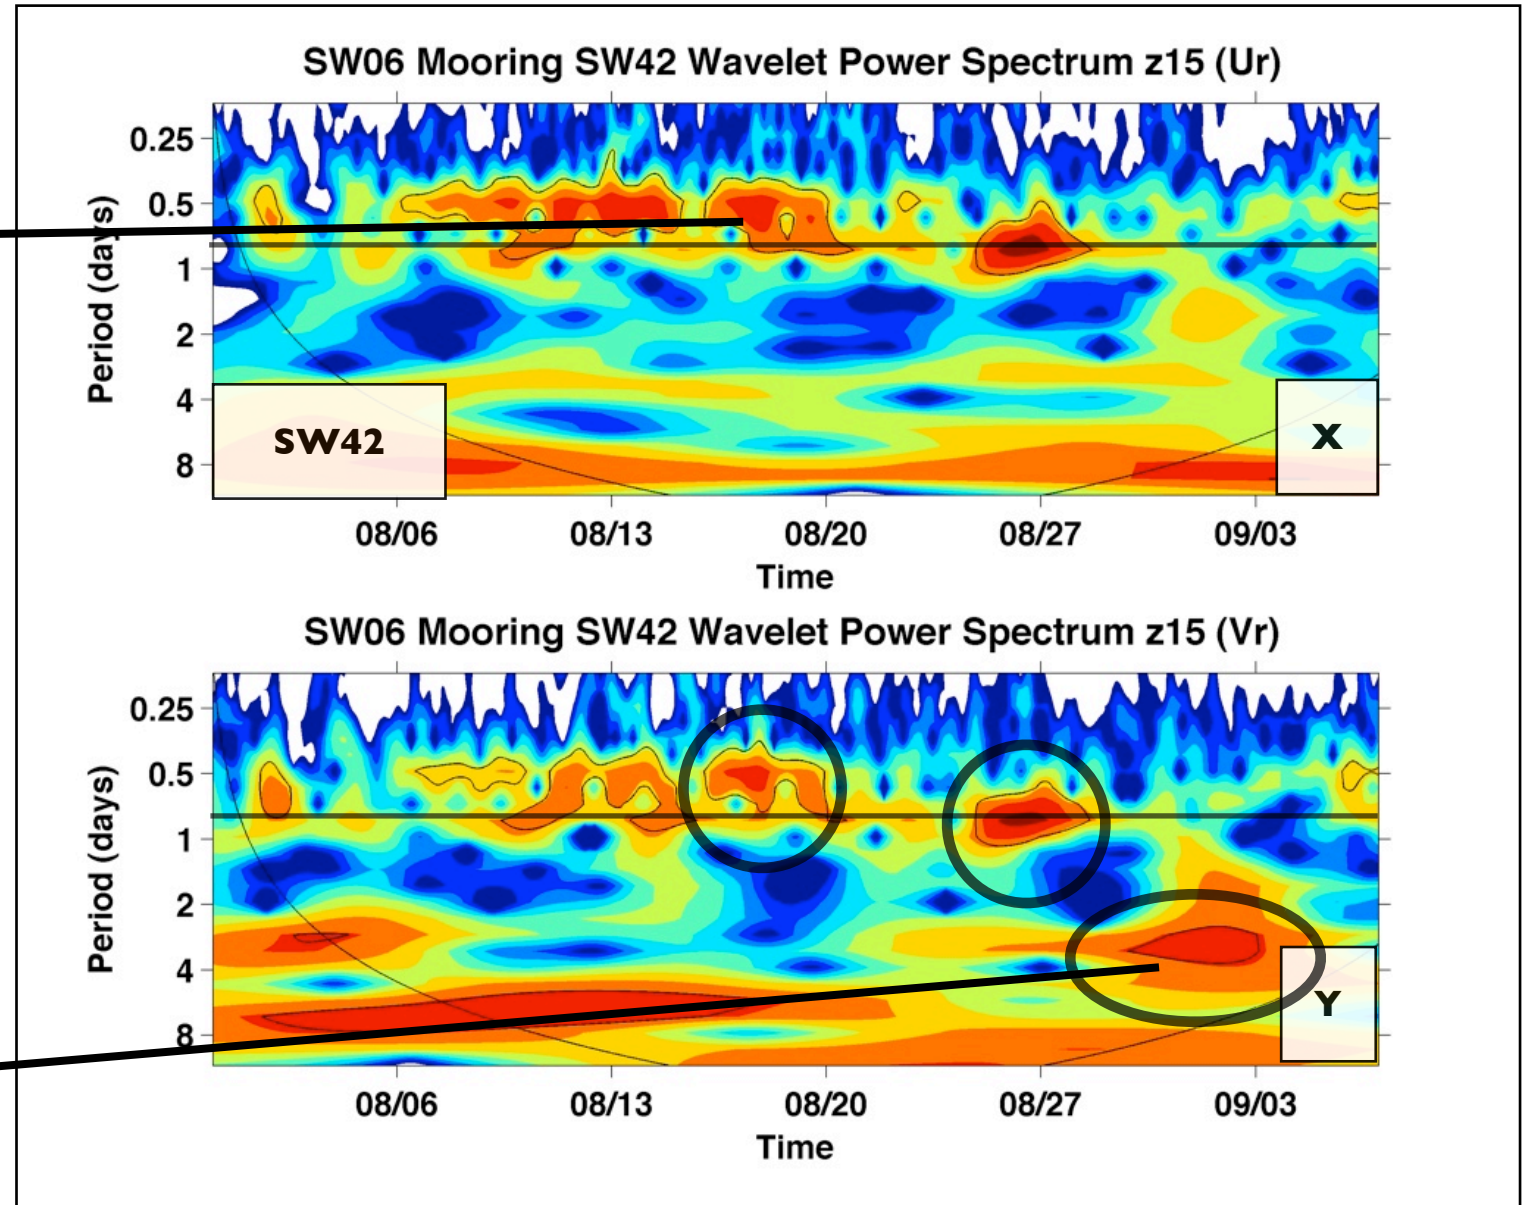 SW06 Mooring SW42 Wavelet Power Spectrum z15 (Ur)
Period (days)
0.25
0.5
1
2
4
8
SW42
X
08/06 08/13 08/20 08/27 09/03
Time
SW06 Mooring SW42 Wavelet Power Spectrum z15 (Vr)
Period (days)
0.25
0.5
1
2
4
8
Y
08/06 08/13 08/20 08/27 09/03
Time